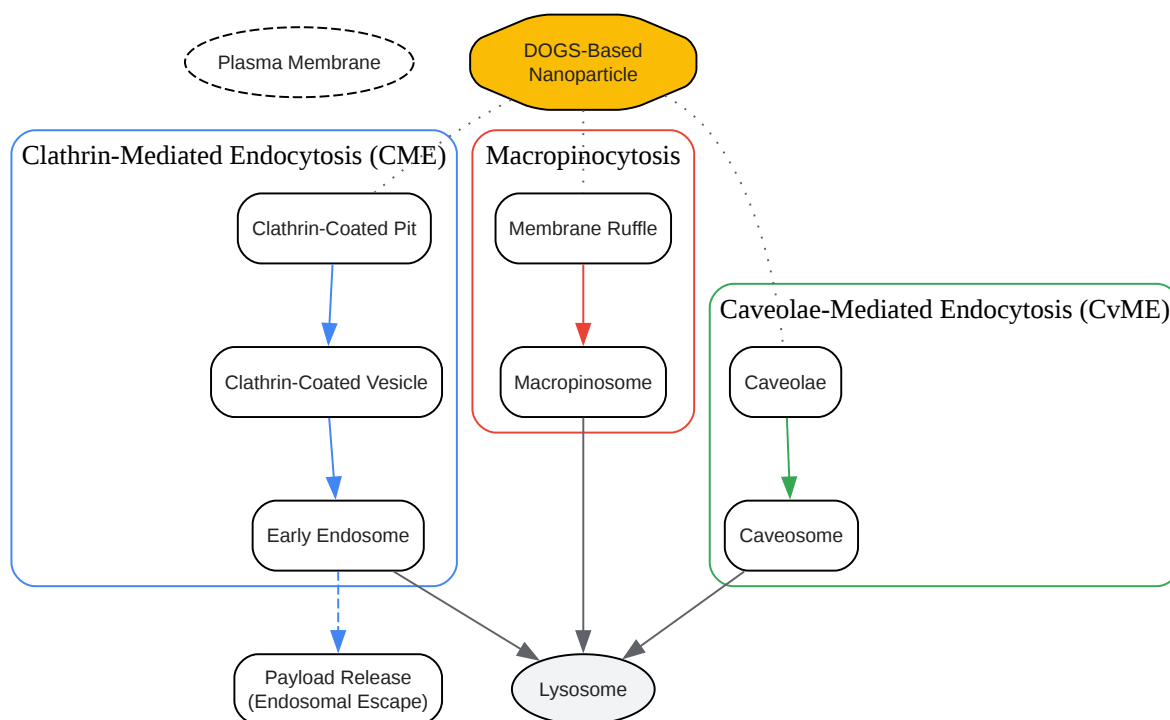 Plasma Membrane
DOGS-Based
Nanoparticle
Clathrin-Mediated Endocytosis (CME)
Macropinocytosis
Clathrin-Coated Pit
Membrane Ruffle
Caveolae-Mediated Endocytosis (CvME)
Clathrin-Coated Vesicle
Macropinosome
Caveolae
Early Endosome
Caveosome
Payload Release
(Endosomal Escape)
Lysosome